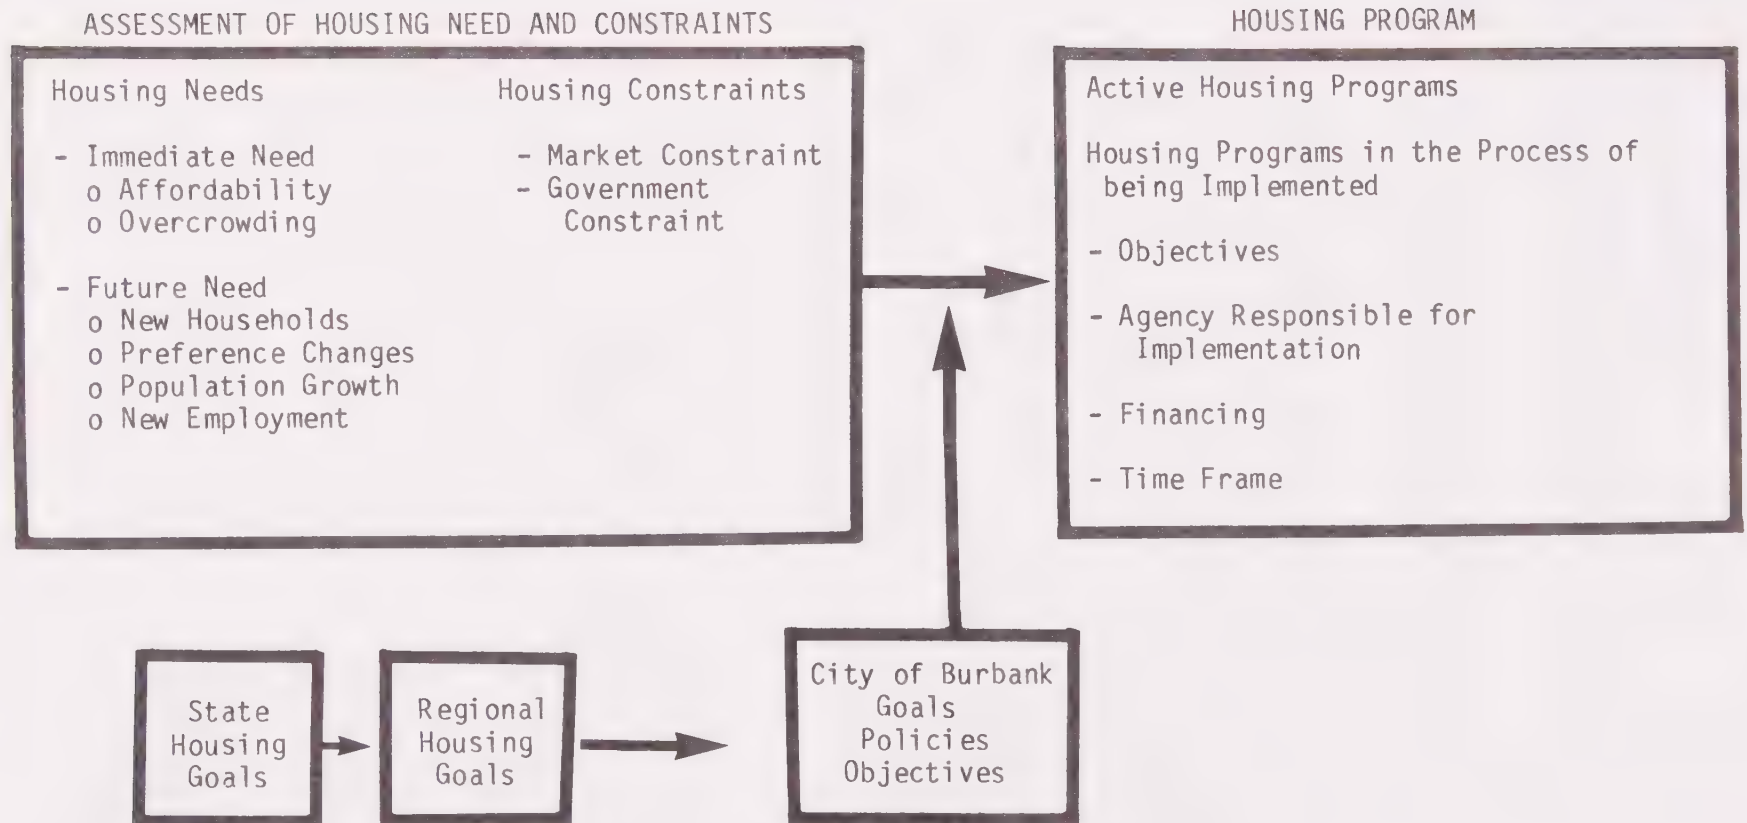 ASSESSMENT OF HOUSING NEED AND CONSTRAINTS
Housing Needs
- Immediate Need
o Affordability
o Overcrowding
- Future Need
o New Households
o Preference Changes
o Population Growth
o New Employment
Housing Constraints
- Market Constraint
- Government
Constraint
HOUSING PROGRAM
Active Housing Programs
Housing Programs in the Process of
being Implemented
- Objectives
- Agency Responsible for
Implementation
- Financing
- Time Frame
State
Housing
Goals
Regional
Housing
Goals
City of Burbank
Goals
Policies
Objectives